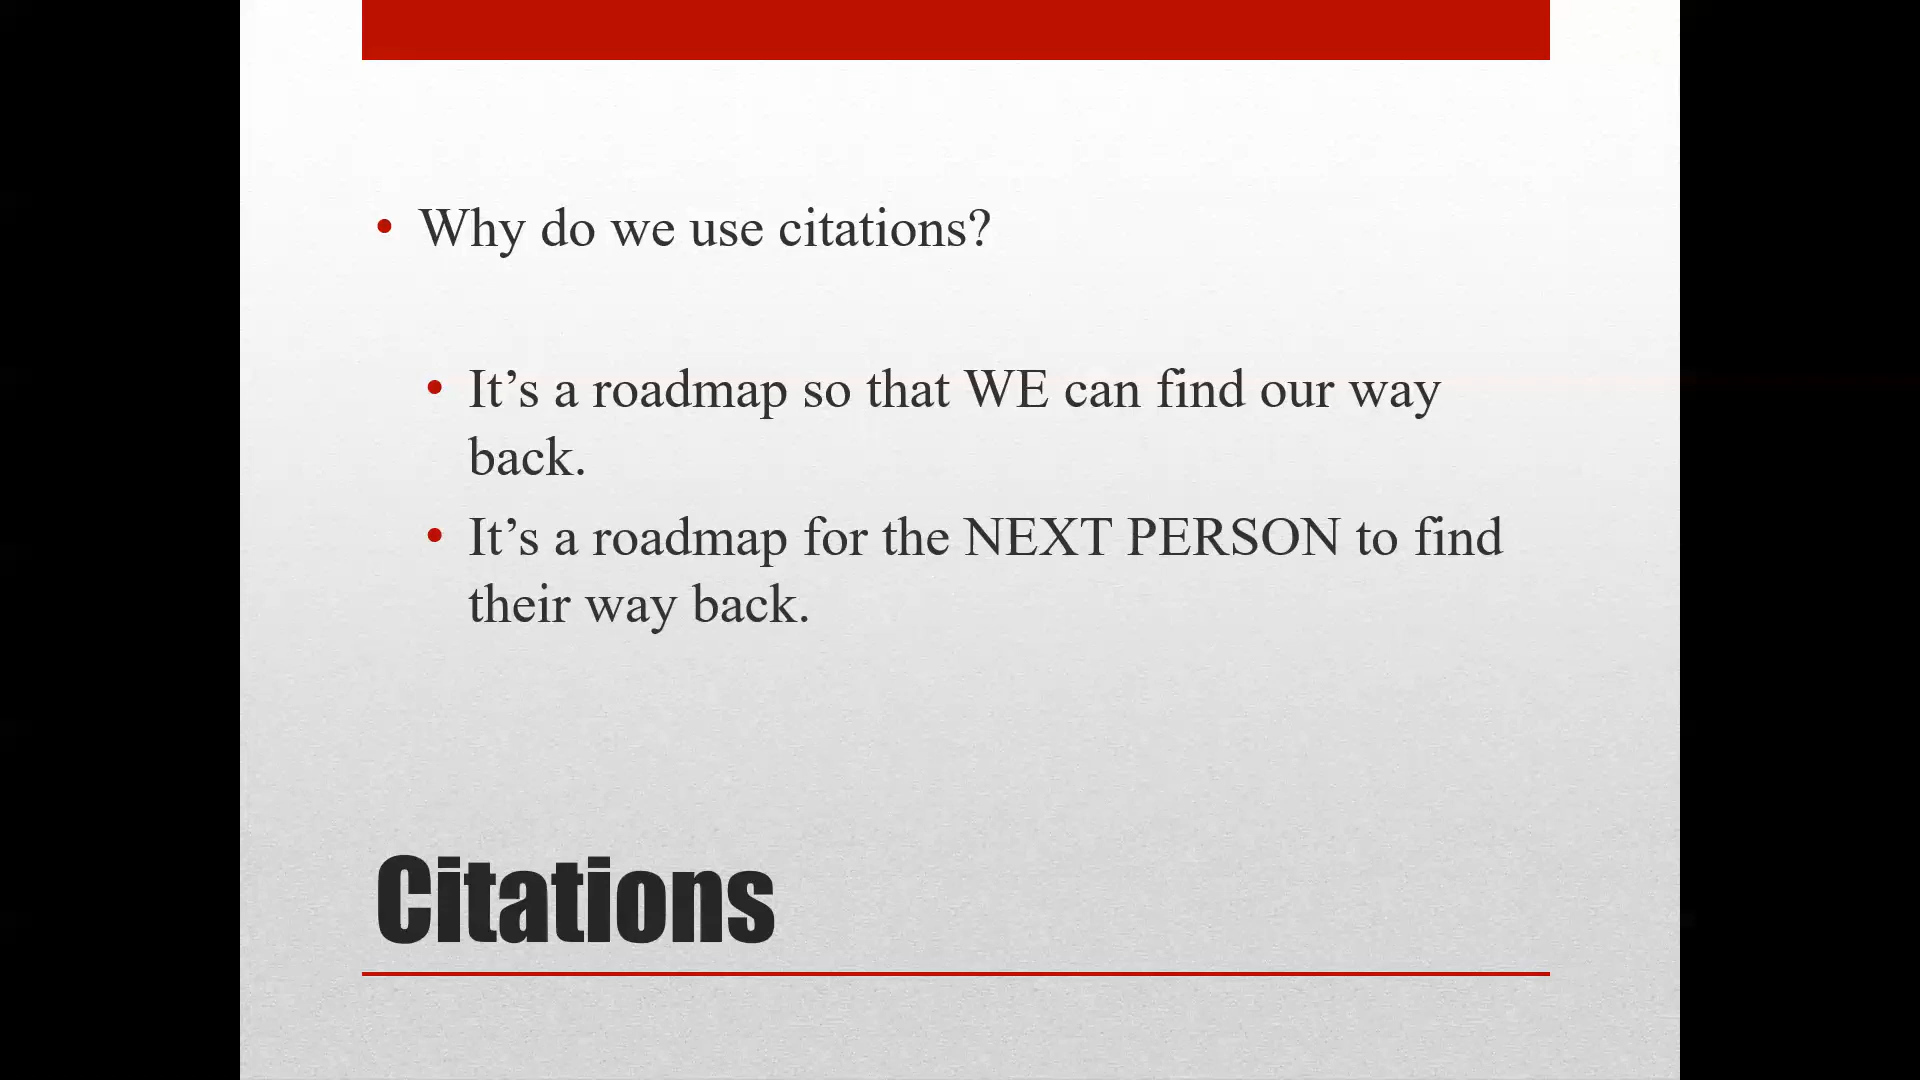 • Why do we use citations?
• It’s a roadmap so that WE can find our way
back.
• It’s a roadmap for the NEXT PERSON to find
their way back.
Citations